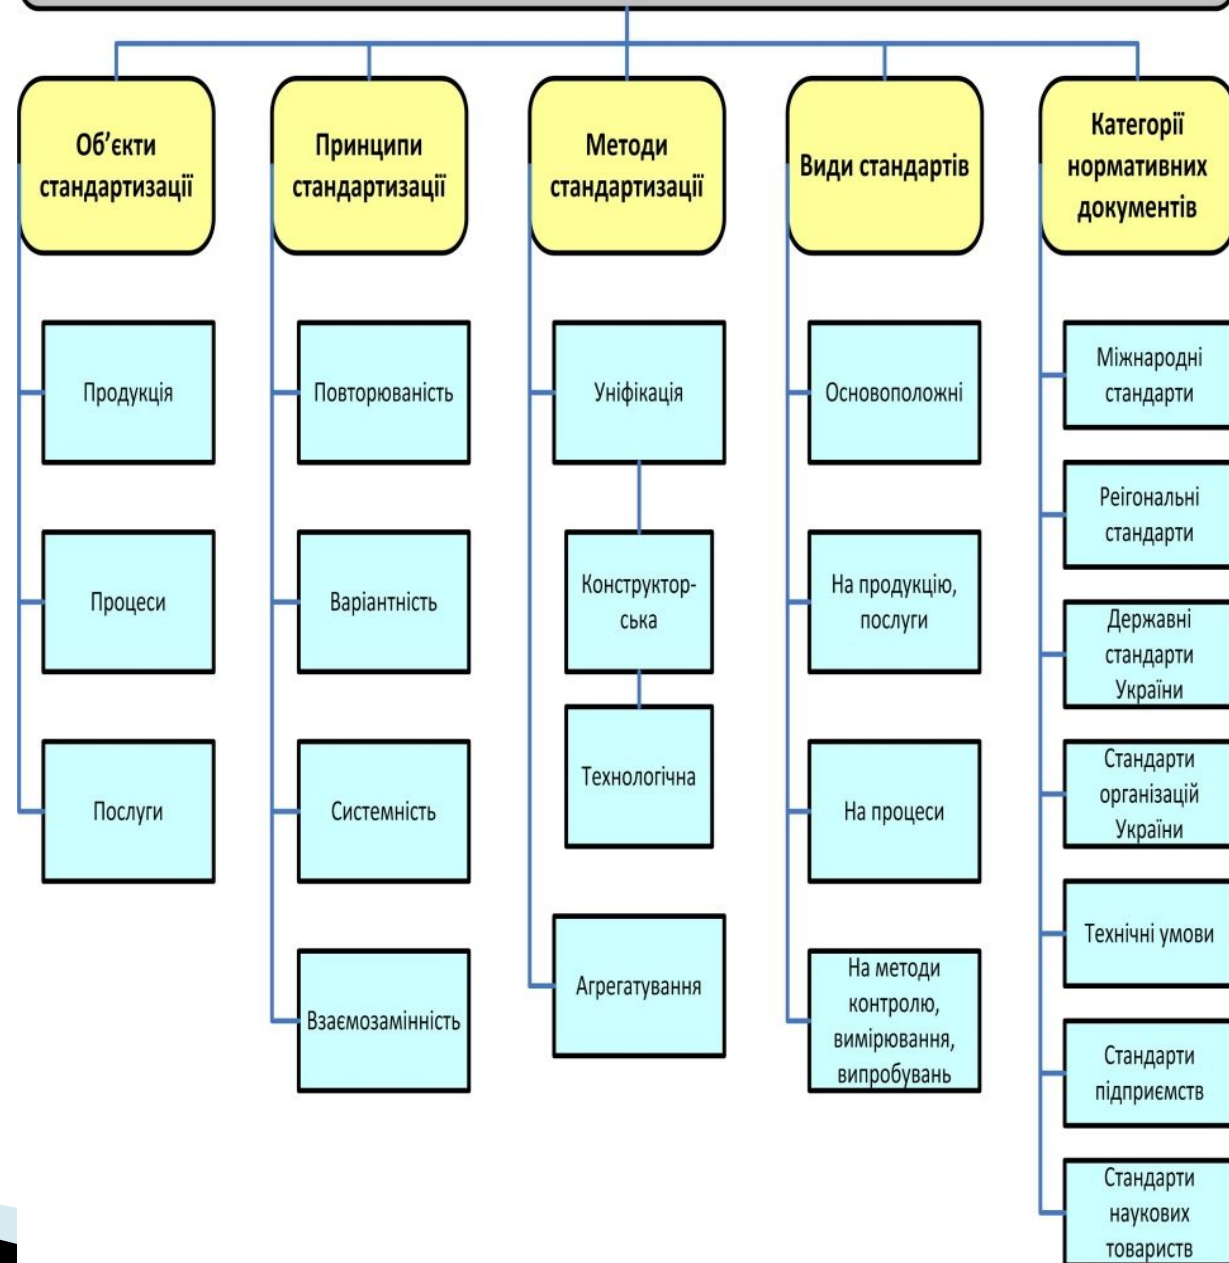 Об’єкти
стандартизації
Продукція
Процеси
Послуги
Принципи
стандартизації
Повторюваність
Варіантність
Системність
Взаємозамінність
Методи
стандартизації
Уніфікація
Конструктор-
ська
Технологічна
Агрегатування
Види стандартів
Основоположні
На продукцію,
послуги
На процеси
На методи
контролю,
вимірювання,
випробувань
Категорії
нормативних
документів
Міжнародні
стандарти
Реігональні
стандарти
Державні
стандарти
України
Стандарти
організацій
України
Технічні умови
Стандарти
підприємств
Стандарти
наукових
товариств